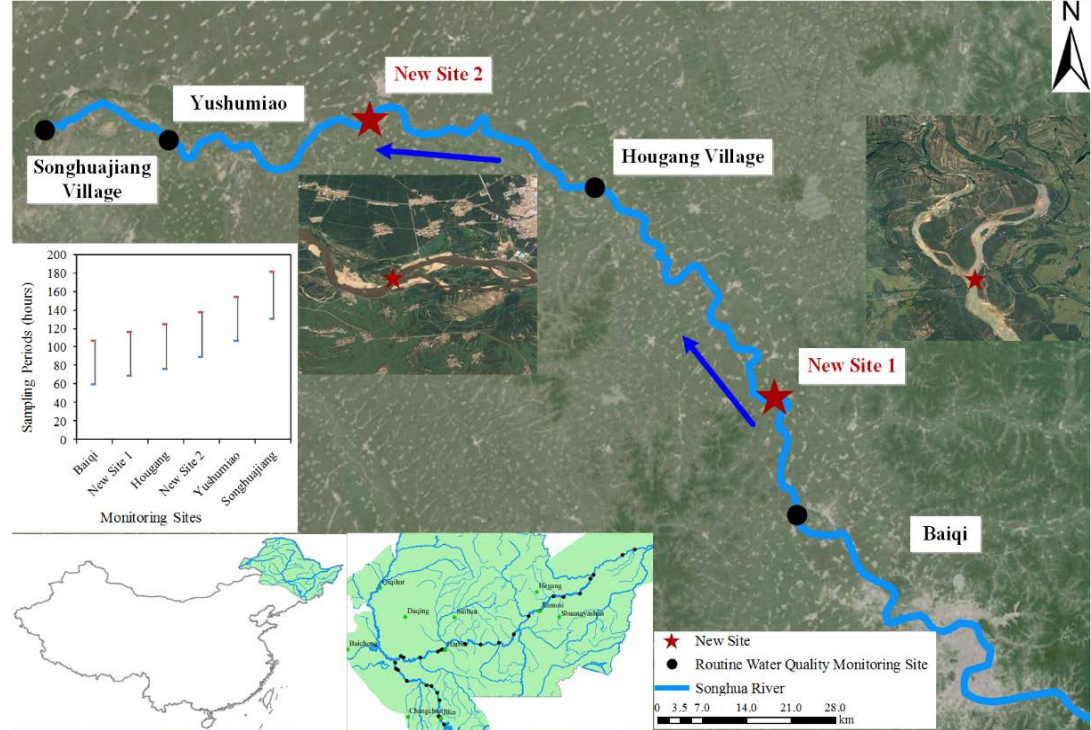 N
New Site 2
Yushumiao
Songhuajiang
Village
Hougang Village
New Site 1
Baiqi
Sampling Periods (hours)
200
180
160
140
120
100
80
60
40
20
0
Baiqi
New Site 1
Hougang
New Site 2
Yushumiao
Songhuajiang
Monitoring Sites
Qiqihar
Daqing
Suihua
Hegang
Jiamusi
Shuangyashan
Baicheng
Harbin
Changchun
Jilin
New Site
Routine Water Quality Monitoring Site
Songhua River
0 3.5 7.0 14.0 21.0 28.0
km